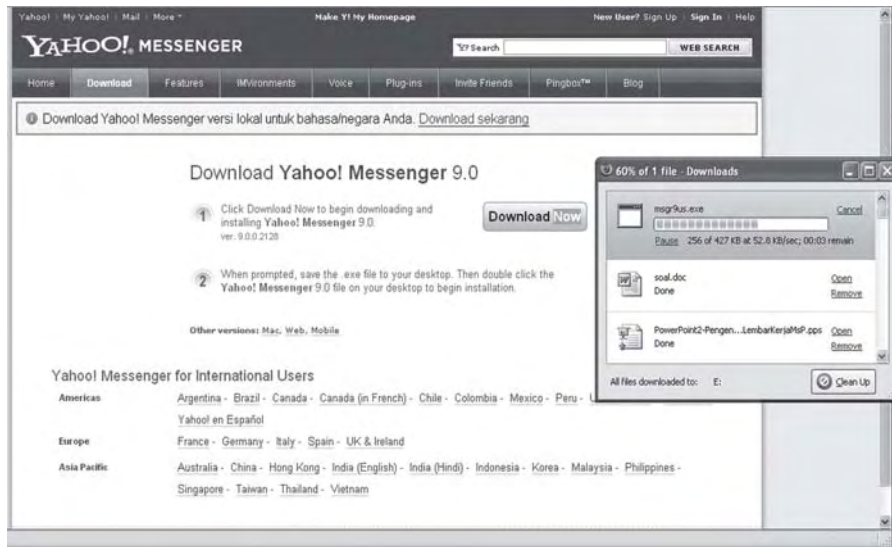 Yahoo! My Yahoo! Mail More Make Y! My Homepage New User? Sign Up Sign In Help
YAHOO! MESSENGER Y! Search WEB SEARCH
Home Download Features IMVironments Voice Plug-ins Invite Friends Pingbox™ Blog
Download Yahoo! Messenger versi lokal untuk bahasa/negara Anda. Download sekarang
Download Yahoo! Messenger 9.0
1 Click Download Now to begin downloading and
installing Yahoo! Messenger 9.0.
ver. 9.0.0.2128
Download Now
2 When prompted, save the .exe file to your desktop. Then double click the
Yahoo! Messenger 9.0 file on your desktop to begin installation.
Other versions: Mac, Web, Mobile
Yahoo! Messenger for International Users
Americas Argentina - Brazil - Canada - Canada (in French) - Chile - Colombia - Mexico - Peru -
Yahoo! en Español
Europe France - Germany - Italy - Spain - UK & Ireland
Asia Pacific Australia - China - Hong Kong - India (English) - India (Hindi) - Indonesia - Korea - Malaysia - Philippines -
Singapore - Taiwan - Thailand - Vietnam
60% of 1 file - Downloads
msgr9us.exe Cancel
Pause 256 of 427 KB at 52.8 KB/sec; 00:03 remain
soal.doc Open
Done Remove
PowerPoint2-Pengen...LembarKerjaMsP.pps Open
Done Remove
All files downloaded to: E: Clean Up